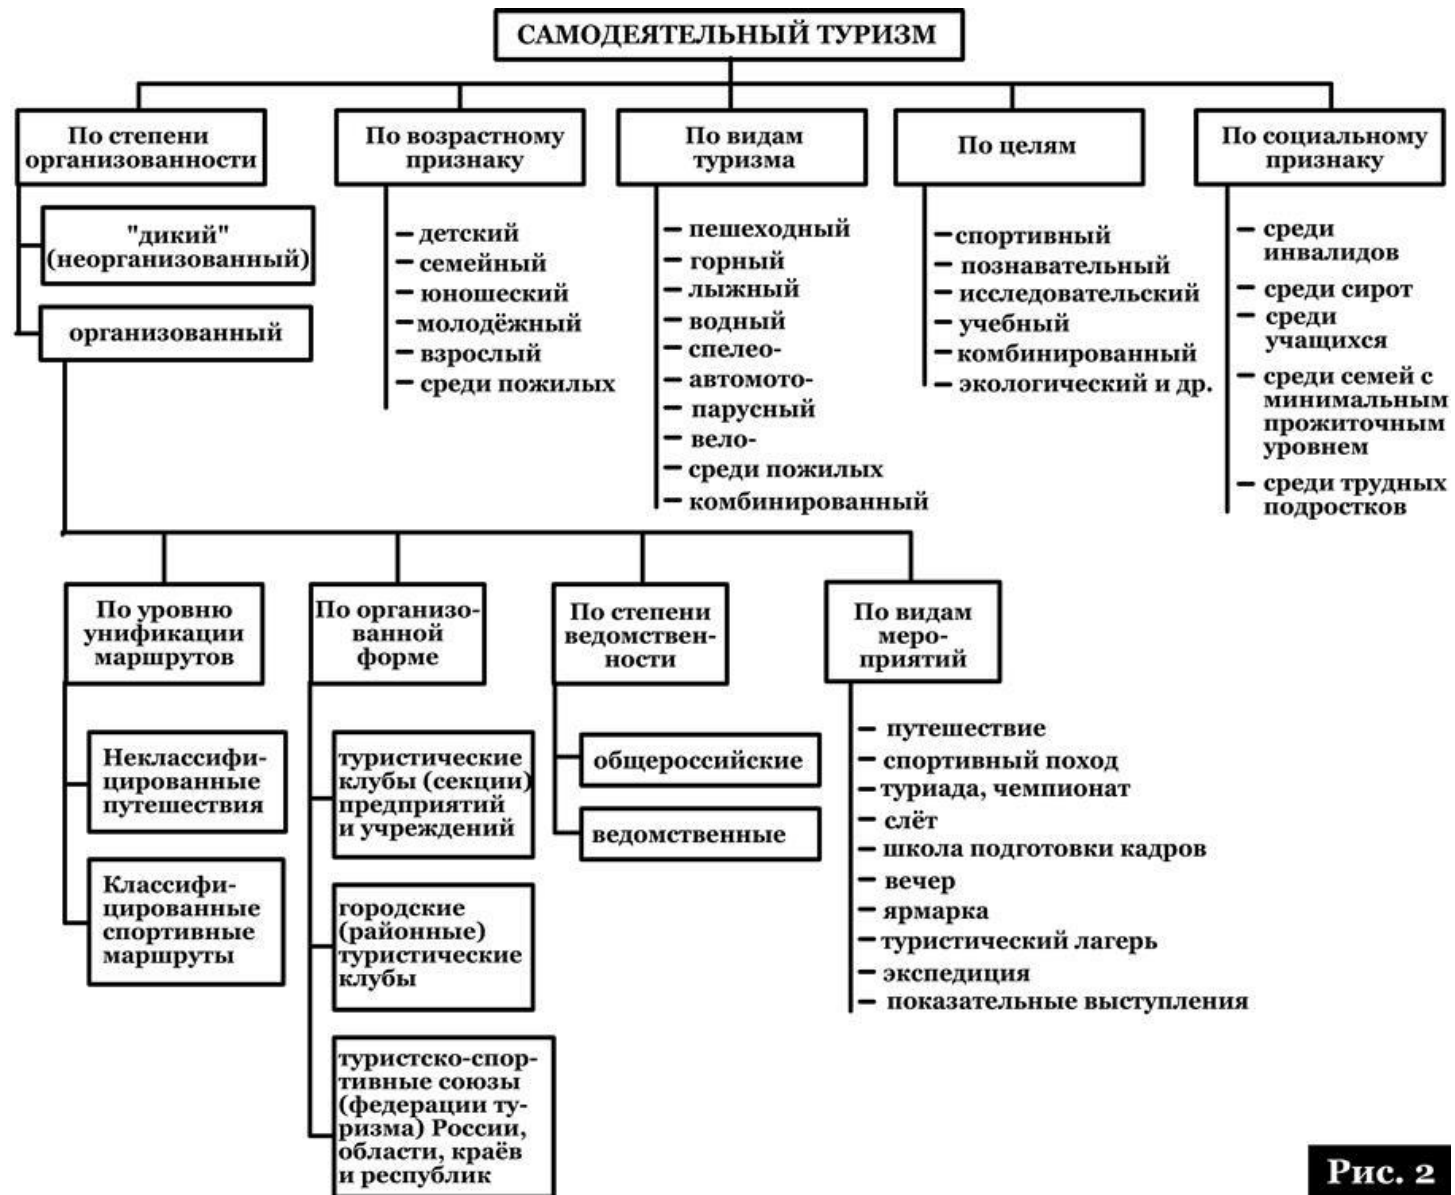 САМОДЕЯТЕЛЬНЫЙ ТУРИЗМ
По степени
организованности
"дикий"
(неорганизованный)
организованный
По возрастному
признаку
– детский
– семейный
– юношеский
– молодёжный
– взрослый
– среди пожилых
По видам
туризма
– пешеходный
– горный
– лыжный
– водный
– спелео-
– автомото-
– парусный
– вело-
– среди пожилых
– комбинированный
По целям
– спортивный
– познавательный
– исследовательский
– учебный
– комбинированный
– экологический и др.
По социальному
признаку
– среди
инвалидов
– среди сирот
– среди
учащихся
– среди семей с
минимальным
прожиточным
уровнем
– среди трудных
подростков
По уровню
унификации
маршрутов
Неклассифи-
цированные
путешествия
Классифи-
цированные
спортивные
маршруты
По организо-
ванной
форме
туристические
клубы (секции)
предприятий
и учреждений
городские
(районные)
туристические
клубы
туристско-спор-
тивные союзы
(федерации ту-
ризма) России,
области, краёв
и республик
По степени
ведомствен-
ности
общероссийские
ведомственные
По видам
меро-
приятий
– путешествие
– спортивный поход
– туриада, чемпионат
– слёт
– школа подготовки кадров
– вечер
– ярмарка
– туристический лагерь
– экспедиция
– показательные выступления
Рис. 2